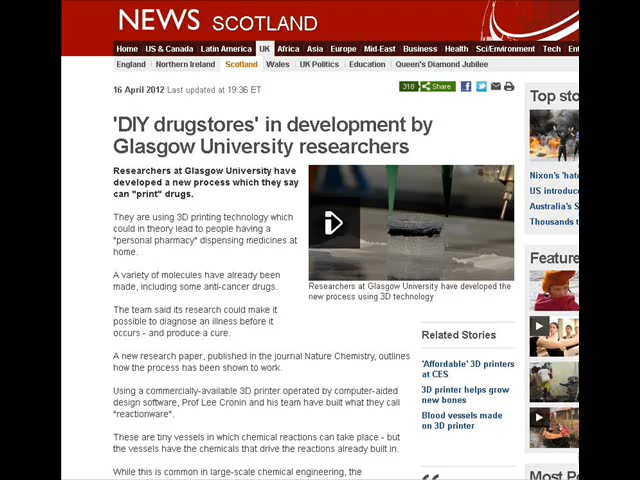 NEWS SCOTLAND
Home US & Canada Latin America UK Africa Asia Europe Mid-East Business Health Sci/Environment Tech
England Northern Ireland Scotland Wales UK Politics Education Queen's Diamond Jubilee
16 April 2012 Last updated at 19:36 ET
318 Share
'DIY drugstores' in development by
Glasgow University researchers
Researchers at Glasgow University have
developed a new process which they say
can "print" drugs.
They are using 3D printing technology which
could in theory lead to people having a
"personal pharmacy" dispensing medicines at
home.
A variety of molecules have already been
made, including some anti-cancer drugs.
The team said its research could make it
possible to diagnose an illness before it
occurs - and produce a cure.
A new research paper, published in the journal Nature Chemistry, outlines
how the process has been shown to work.
Using a commercially-available 3D printer operated by computer-aided
design software, Prof Lee Cronin and his team have built what they call
"reactionware".
These are tiny vessels in which chemical reactions can take place - but
the vessels have the chemicals that drive the reactions already built in.
While this is common in large-scale chemical engineering, the
Researchers at Glasgow University have developed the
new process using 3D technology
Related Stories
'Affordable' 3D printers
at CES
3D printer helps grow
new bones
Blood vessels made
on 3D printer
Top sto
Nixon's 'hat
US introduc
Australia's S
Thousands t
Feature
Most Po